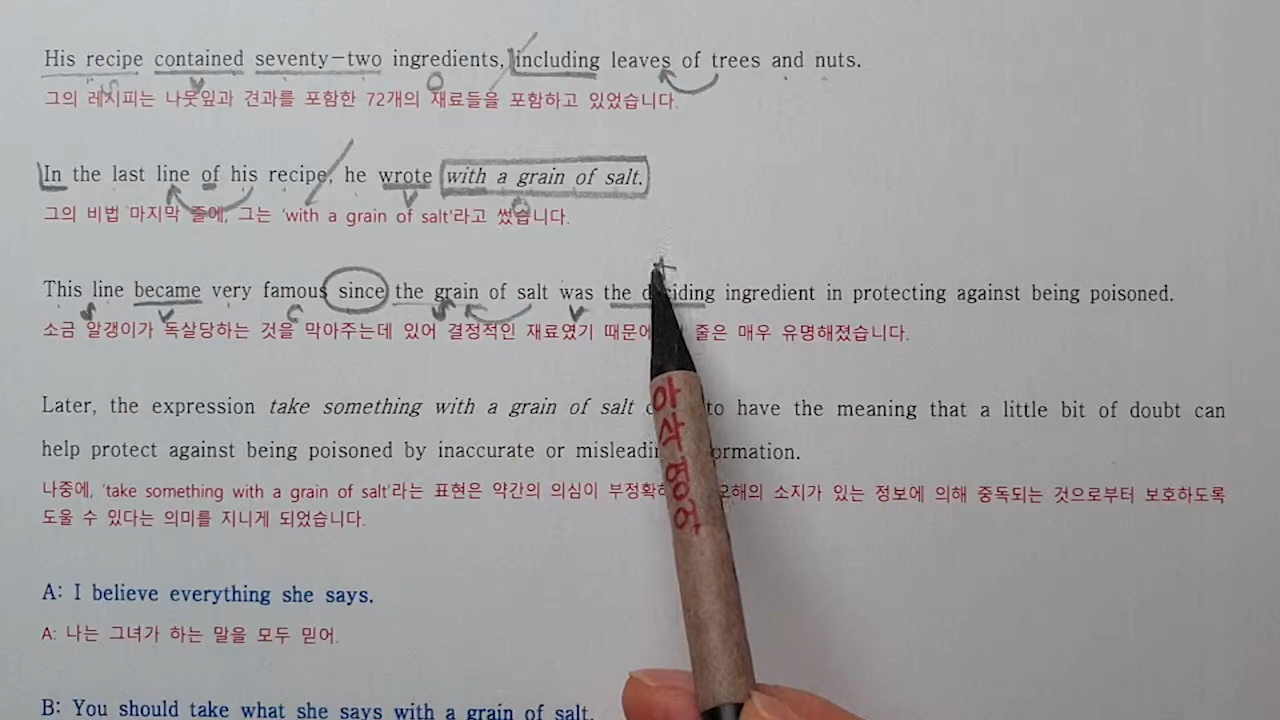 His recipe contained seventy-two ingredients, including leaves of trees and nuts.
그의 레시피는 나뭇잎과 견과를 포함한 72개의 재료들을 포함하고 있었습니다.
In the last line of his recipe, he wrote with a grain of salt.
그의 비법 마지막 줄에, 그는 'with a grain of salt'라고 썼습니다.
This line became very famous since the grain of salt was the deciding ingredient in protecting against being poisoned.
소금 알갱이가 독살당하는 것을 막아주는데 있어 결정적인 재료였기 때문에 줄은 매우 유명해졌습니다.
Later, the expression take something with a grain of salt to have the meaning that a little bit of doubt can
help protect against being poisoned by inaccurate or misleading information.
나중에, 'take something with a grain of salt'라는 표현은 약간의 의심이 오해의 소지가 있는 정보에 의해 중독되는 것으로부터 보호하도록
도울 수 있다는 의미를 지니게 되었습니다.
A: I believe everything she says.
A: 나는 그녀가 하는 말을 모두 믿어.
B: You should take what she says with a grain of salt.
아삭영어